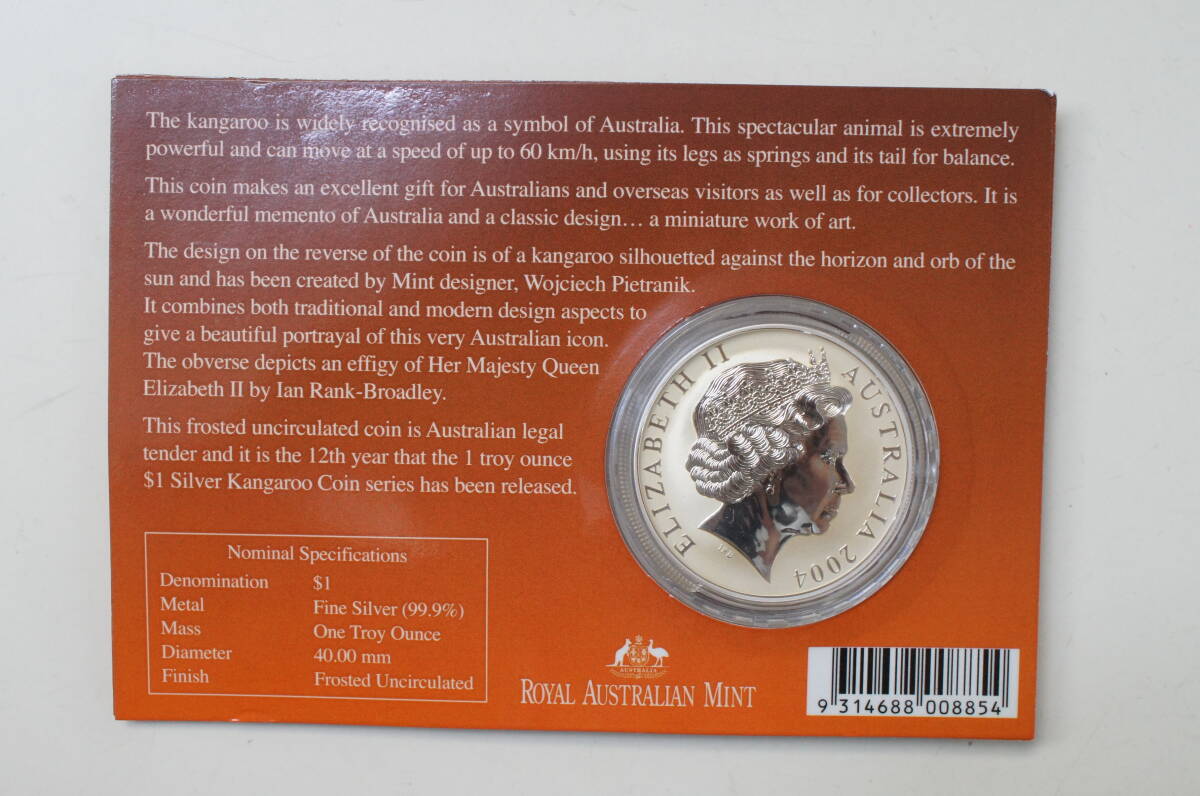 The kangaroo is widely recognised as a symbol of Australia. This spectacular animal is extremely
powerful and can move at a speed of up to 60 km/h, using its legs as springs and its tail for balance.
This coin makes an excellent gift for Australians and overseas visitors as well as for collectors. It is
a wonderful memento of Australia and a classic design... a miniature work of art.
The design on the reverse of the coin is of a kangaroo silhouetted against the horizon and orb of the
sun and has been created by Mint designer, Wojciech Pietranik.
It combines both traditional and modern design aspects to
give a beautiful portrayal of this very Australian icon.
The obverse depicts an effigy of Her Majesty Queen
Elizabeth II by Ian Rank-Broadley.
This frosted uncirculated coin is Australian legal
tender and it is the 12th year that the 1 troy ounce
$1 Silver Kangaroo Coin series has been released.
ELIZABETH II AUSTRALIA 2004
IRB
Nominal Specifications
Denomination $1
Metal Fine Silver (99.9%)
Mass One Troy Ounce
Diameter 40.00 mm
Finish Frosted Uncirculated
AUSTRALIA
ROYAL AUSTRALIAN MINT
9 314688 008854